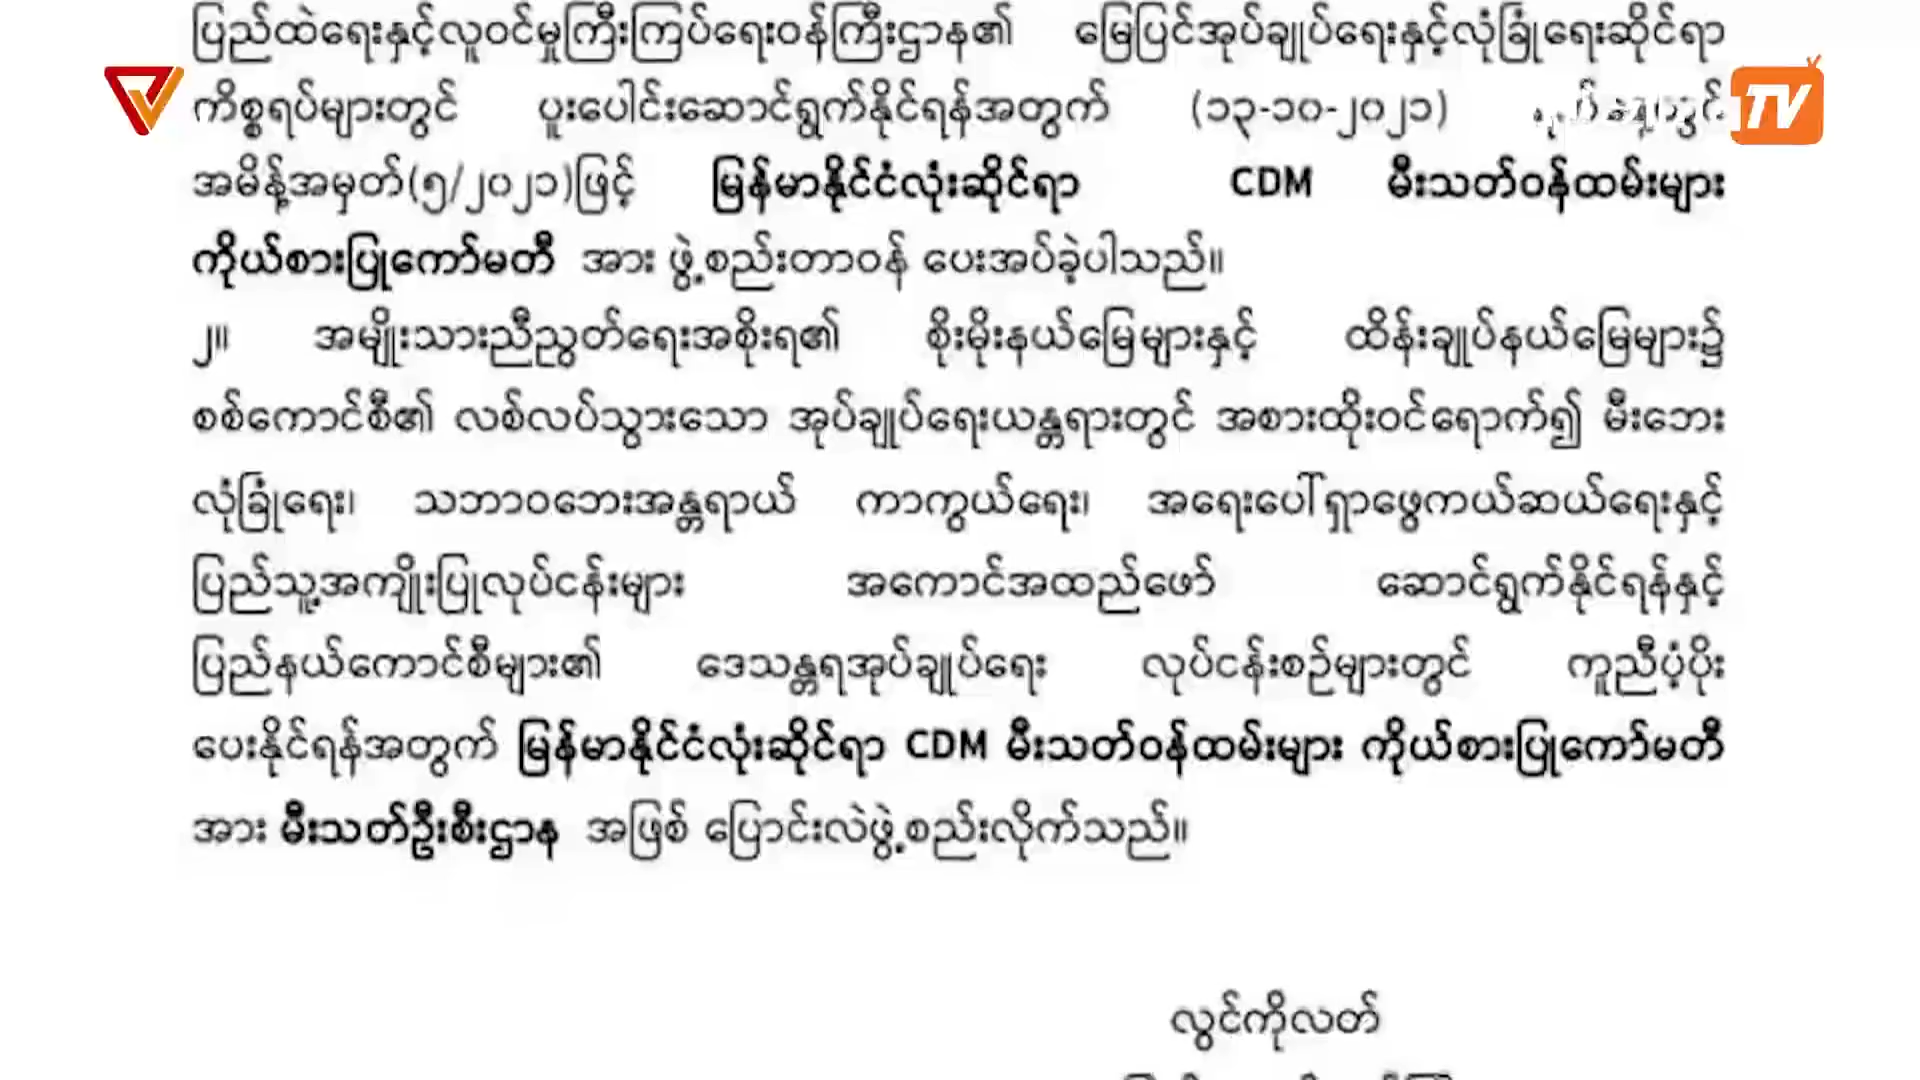 ပြည်ထဲရေးနှင့်လူဝင်မှုကြီးကြပ်ရေးဝန်ကြီးဌာန၏ မြေပြင်အုပ်ချုပ်ရေးနှင့်လုံခြုံရေးဆိုင်ရာ
ကိစ္စရပ်များတွင် ပူးပေါင်းဆောင်ရွက်နိုင်ရန်အတွက် (၁၃-၁၀-၂၀၂၁)
TV
အမိန့်အမှတ်(၅/၂၀၂၁)ဖြင့် မြန်မာနိုင်ငံလုံးဆိုင်ရာ CDM မီးသတ်ဝန်ထမ်းများ
ကိုယ်စားပြုကော်မတီ အား ဖွဲ့စည်းတာဝန် ပေးအပ်ခဲ့ပါသည်။
၂။ အမျိုးသားညီညွတ်ရေးအစိုးရ၏ စိုးမိုးနယ်မြေများနှင့် ထိန်းချုပ်နယ်မြေများ၌
စစ်ကောင်စီ၏ လစ်လပ်သွားသော အုပ်ချုပ်ရေးယန္တရားတွင် အစားထိုးဝင်ရောက်၍ မီးဘေး
လုံခြုံရေး၊ သဘာဝဘေးအန္တရာယ် ကာကွယ်ရေး၊ အရေးပေါ်ရှာဖွေကယ်ဆယ်ရေးနှင့်
ပြည်သူ့အကျိုးပြုလုပ်ငန်းများ အကောင်အထည်ဖော် ဆောင်ရွက်နိုင်ရန်နှင့်
ပြည်နယ်ကောင်စီများ၏ ဒေသန္တရအုပ်ချုပ်ရေး လုပ်ငန်းစဉ်များတွင် ကူညီပံ့ပိုး
ပေးနိုင်ရန်အတွက် မြန်မာနိုင်ငံလုံးဆိုင်ရာ CDM မီးသတ်ဝန်ထမ်းများ ကိုယ်စားပြုကော်မတီ
အား မီးသတ်ဦးစီးဌာန အဖြစ် ပြောင်းလဲဖွဲ့စည်းလိုက်သည်။
လွင်ကိုလတ်